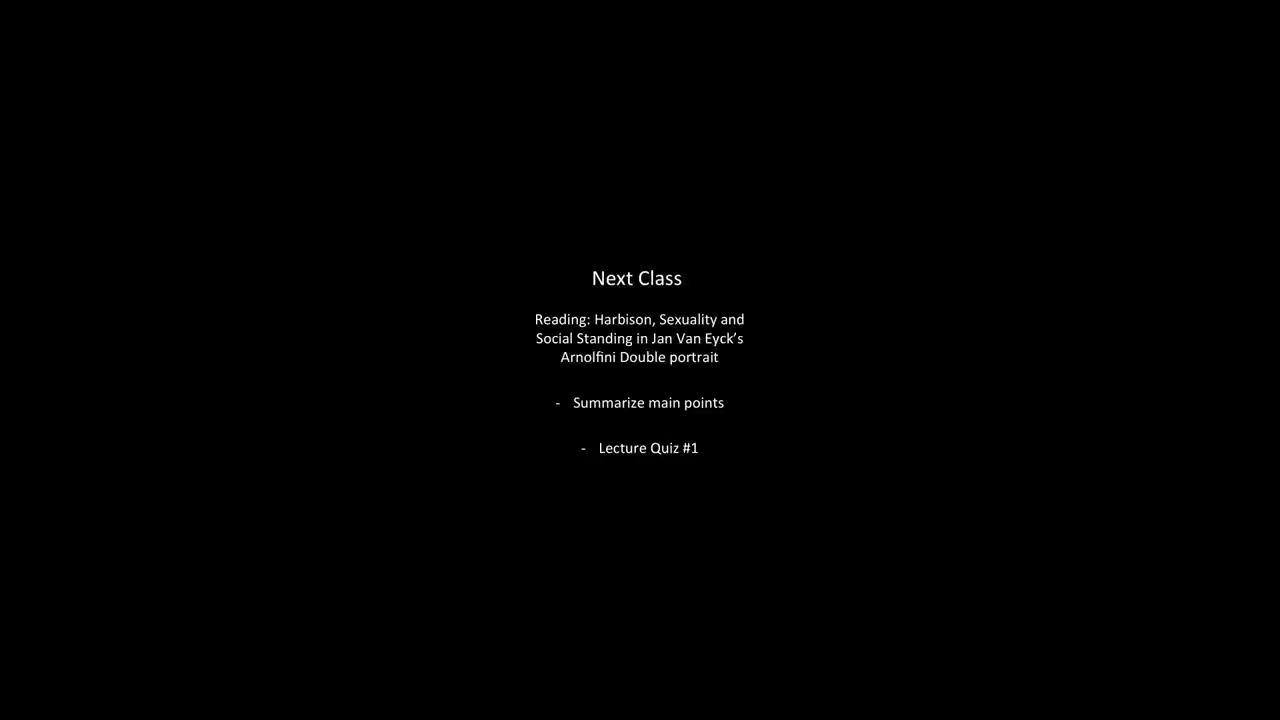 Next Class
Reading: Harbison, Sexuality and
Social Standing in Jan Van Eyck’s
Arnolfini Double portrait
- Summarize main points
- Lecture Quiz #1